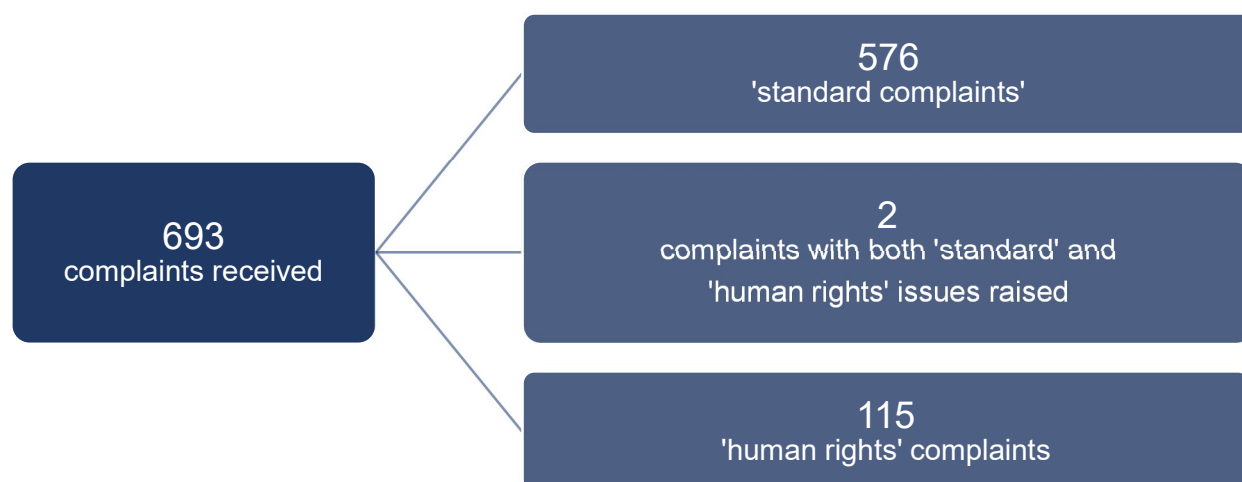 693
complaints received
576
'standard complaints'
2
complaints with both 'standard' and
'human rights' issues raised
115
'human rights' complaints